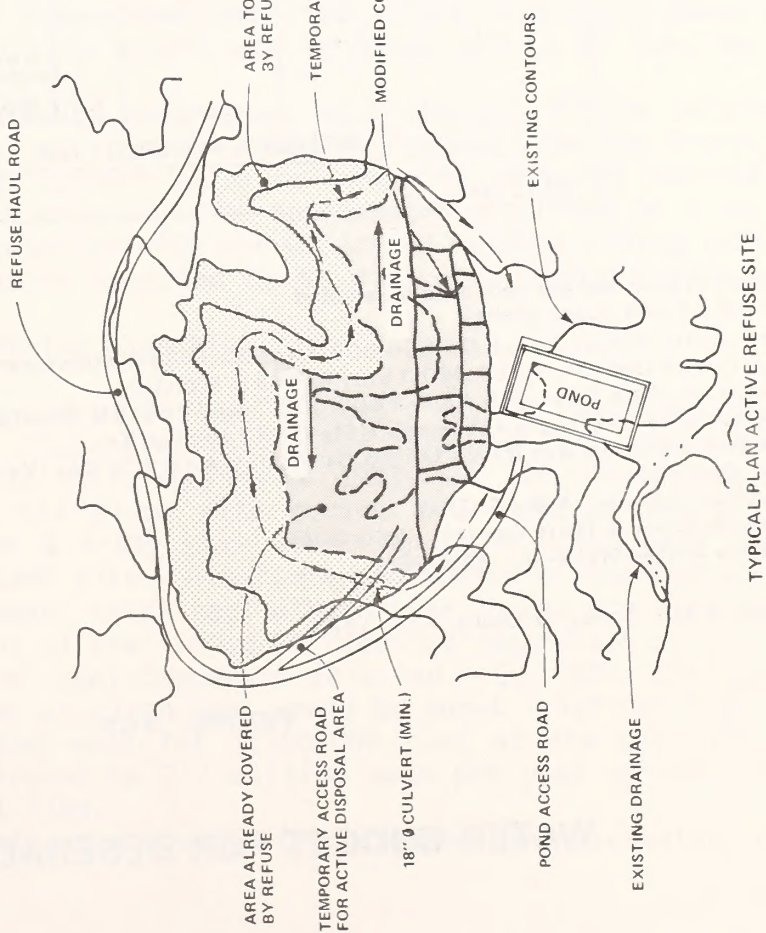 REFUSE HAUL ROAD
AREA TO
3Y REFU
TEMPORA
MODIFIED CO
EXISTING CONTOURS
DRAINAGE
DRAINAGE
POND
AREA ALREADY COVERED
BY REFUSE
TEMPORARY ACCESS ROAD
FOR ACTIVE DISPOSAL AREA
18" Ø CULVERT (MIN.)
POND ACCESS ROAD
EXISTING DRAINAGE
TYPICAL PLAN ACTIVE REFUSE SITE